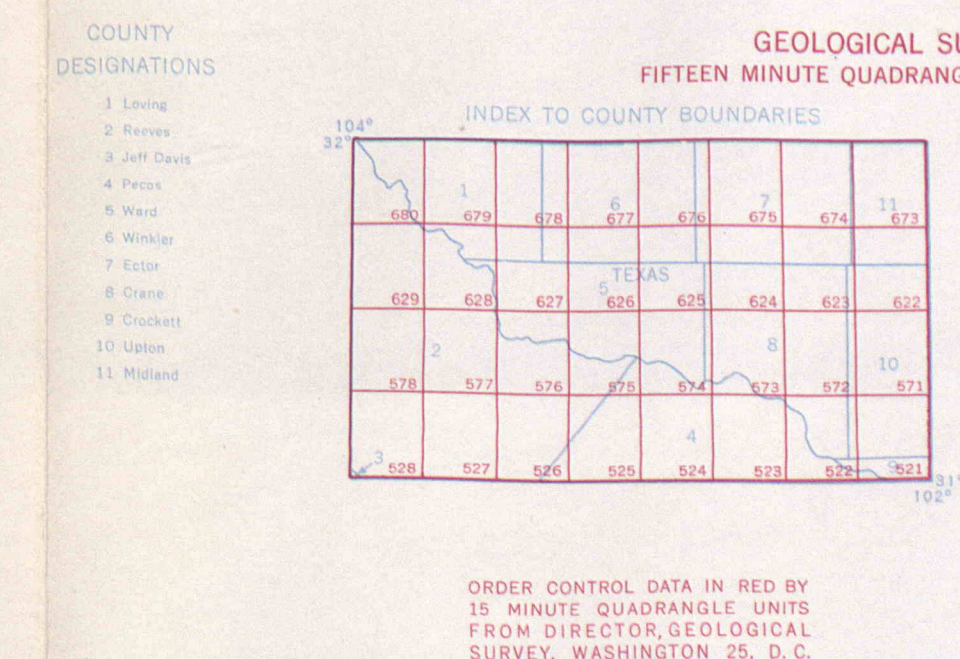 COUNTY
DESIGNATIONS
1 Loving
2 Reeves
3 Jeff Davis
4 Pecos
5 Ward
6 Winkler
7 Ector
8 Crane
9 Crockett
10 Upton
11 Midland
GEOLOGICAL SU
FIFTEEN MINUTE QUADRANG
INDEX TO COUNTY BOUNDARIES
104°
32°
1 6 7 11
680 679 678 677 676 675 674 673
TEXAS
5
629 628 627 626 625 624 623 622
2 8 10
578 577 576 575 574 573 572 571
4
3 9
528 527 526 525 524 523 522 521
31°
102°
ORDER CONTROL DATA IN RED BY
15 MINUTE QUADRANGLE UNITS
FROM DIRECTOR, GEOLOGICAL
SURVEY, WASHINGTON 25, D. C.